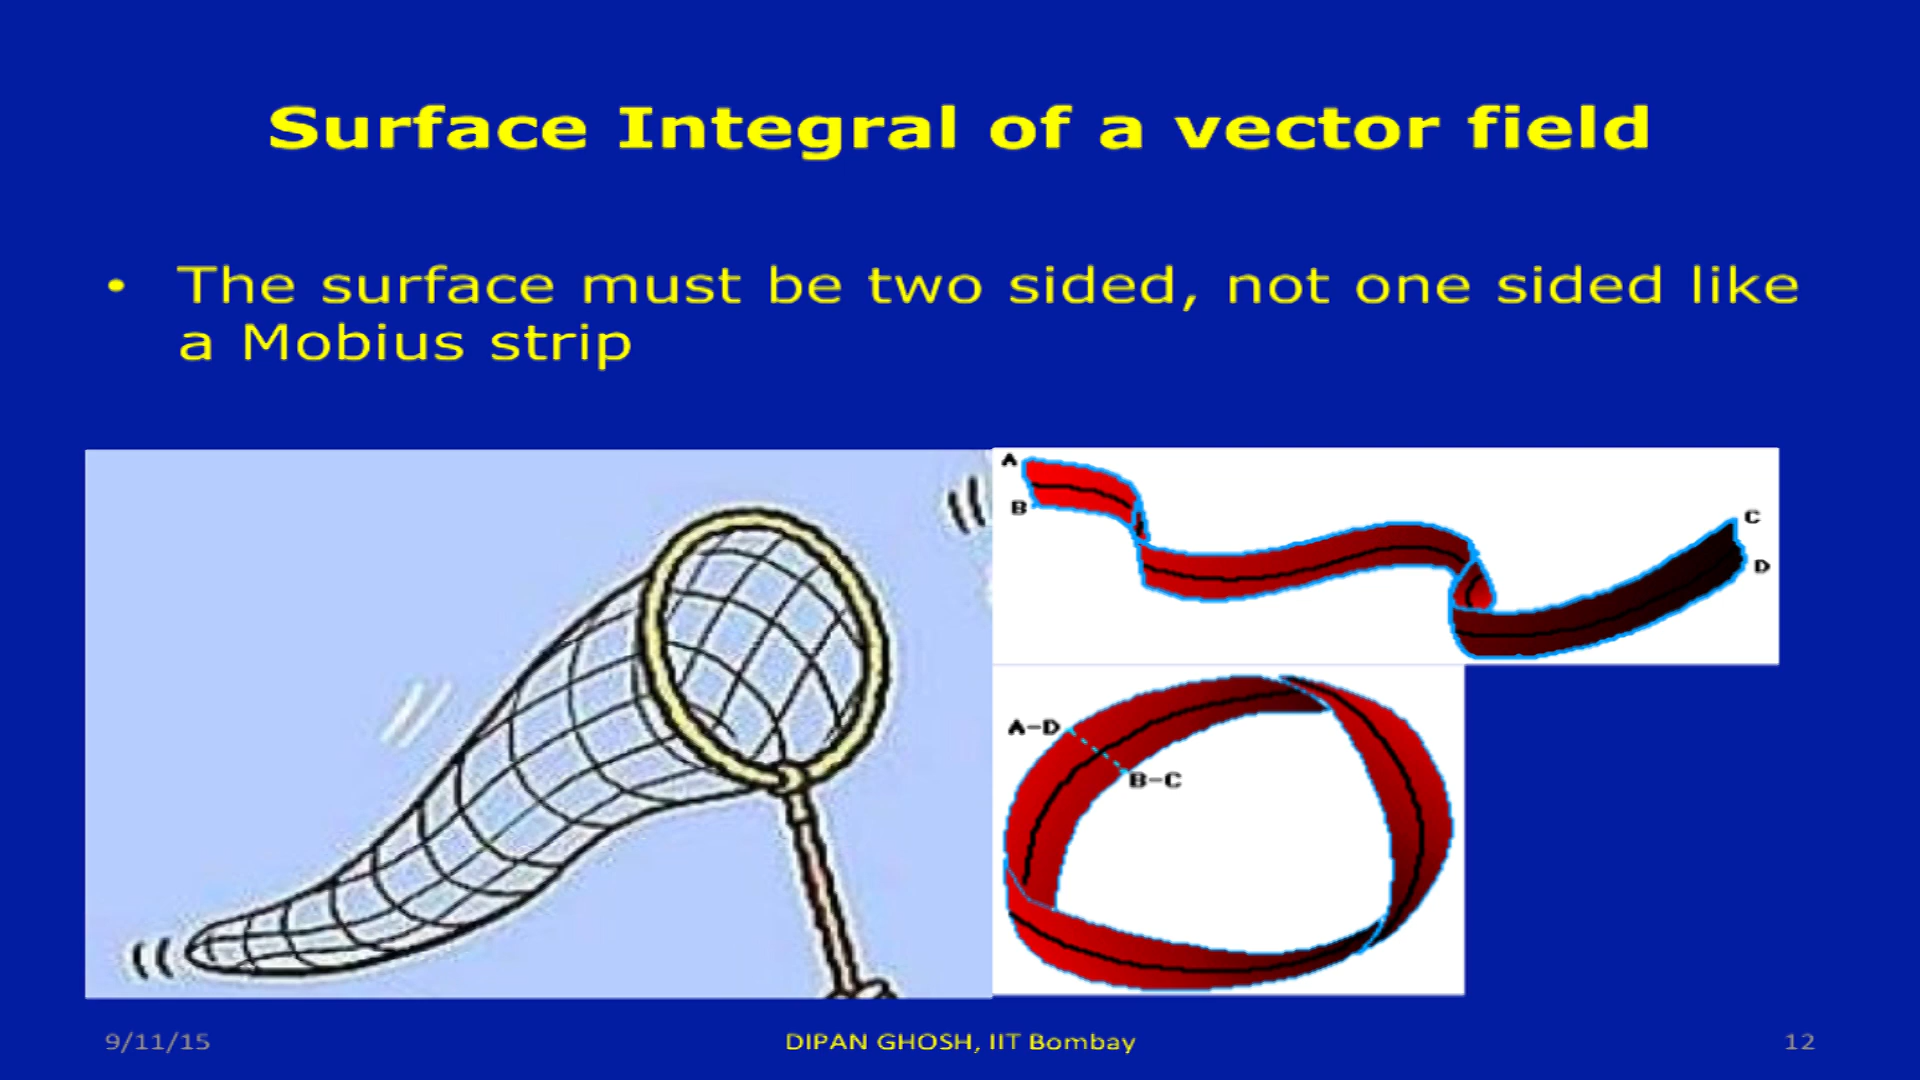 Surface Integral of a vector field
• The surface must be two sided, not one sided like
a Mobius strip
A
B
C
D
A-D
B-C
9/11/15
DIPAN GHOSH, IIT Bombay
12